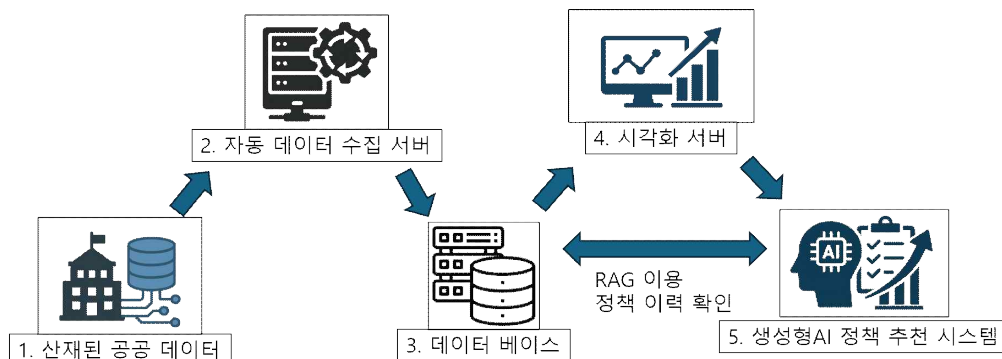 1. 산재된 공공 데이터
2. 자동 데이터 수집 서버
3. 데이터 베이스
4. 시각화 서버
RAG 이용
정책 이력 확인
AI
5. 생성형AI 정책 추천 시스템